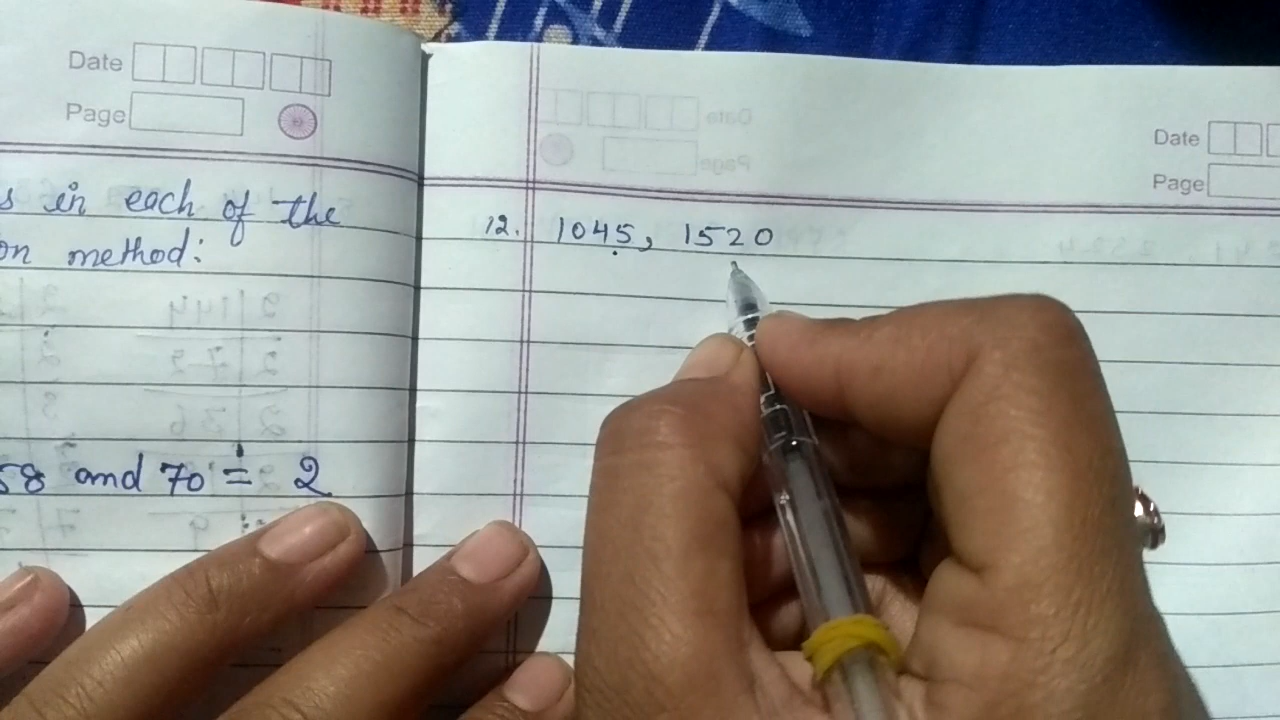 Date
Page
s in each of the
on method:
58 and 70 = 2
Date
Page
12. 1045, 1520